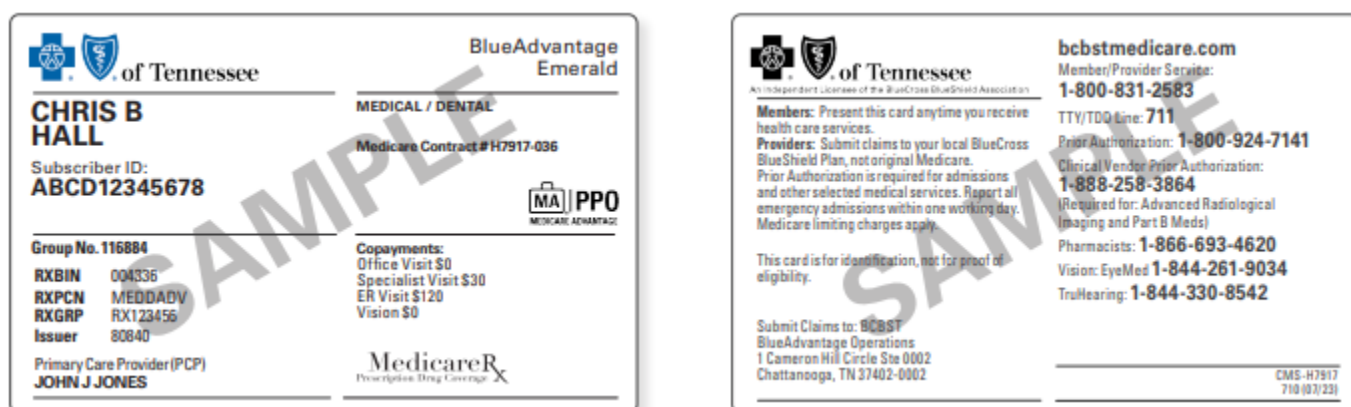 of Tennessee
BlueAdvantage
Emerald
CHRIS B
HALL
Subscriber ID:
ABCD12345678
MEDICAL / DENTAL
Medicare Contract # H7917-036
MA PPO
MEDICARE ADVANTAGE
Group No. 116884
RXBIN 004336
RXPCN MEDDADV
RXGRP RX123456
Issuer 80840
Primary Care Provider (PCP)
JOHN J JONES
Copayments:
Office Visit $0
Specialist Visit $30
ER Visit $120
Vision $0
MedicareRx
Prescription Drug Coverage
SAMPLE
of Tennessee
An Independent Licensee of the BlueCross BlueShield Association
Members: Present this card anytime you receive
health care services.
Providers: Submit claims to your local BlueCross
BlueShield Plan, not original Medicare.
Prior Authorization is required for admissions
and other selected medical services. Report all
emergency admissions within one working day.
Medicare limiting charges apply.
This card is for identification, not for proof of
eligibility.
Submit Claims to: BCBST
BlueAdvantage Operations
1 Cameron Hill Circle Ste 0002
Chattanooga, TN 37402-0002
bcbstmedicare.com
Member/Provider Service:
1-800-831-2583
TTY/TDD Line: 711
Prior Authorization: 1-800-924-7141
Clinical Vendor Prior Authorization:
1-888-258-3864
(Required for: Advanced Radiological
Imaging and Part B Meds)
Pharmacists: 1-866-693-4620
Vision: EyeMed 1-844-261-9034
TruHearing: 1-844-330-8542
CMS-H7917
710 (07/23)
SAMPLE